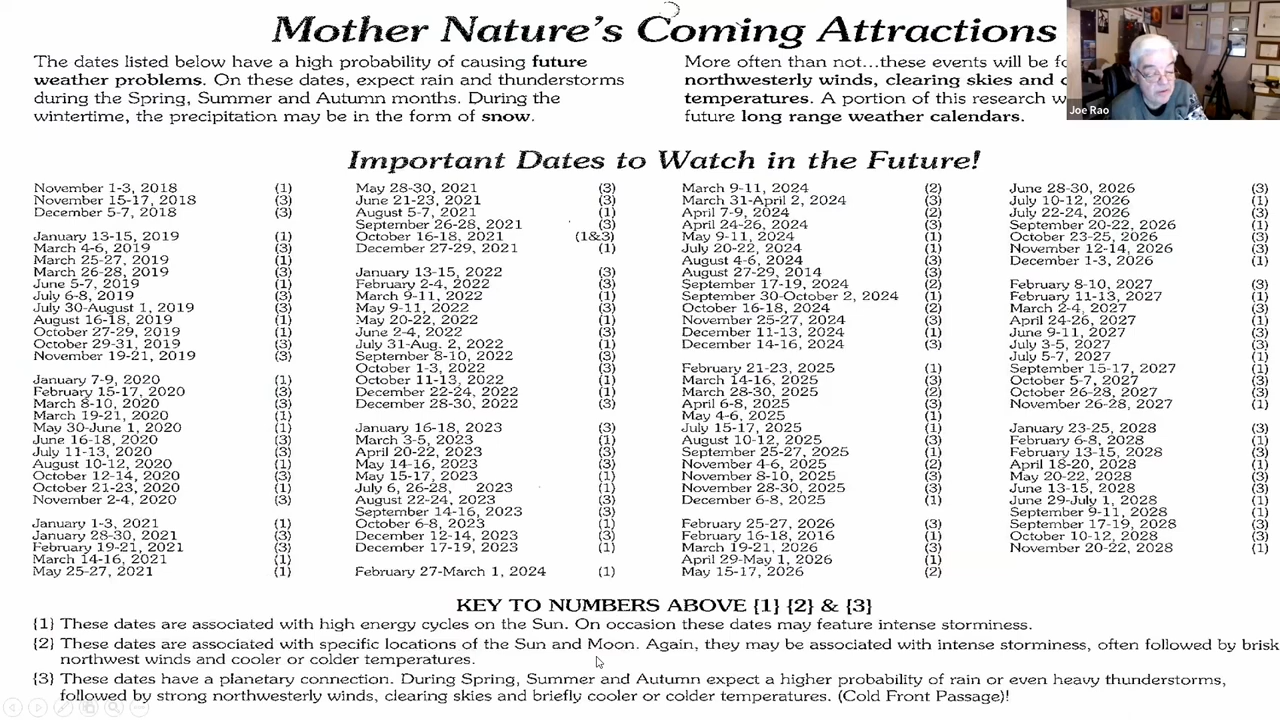 Mother Nature's Coming Attractions
The dates listed below have a high probability of causing future
weather problems. On these dates, expect rain and thunderstorms
during the Spring, Summer and Autumn months. During the
wintertime, the precipitation may be in the form of snow.
More often than not...these events will be fo
northwesterly winds, clearing skies and c
temperatures. A portion of this research w
future long range weather calendars.
Joe Rao
Important Dates to Watch in the Future!
November 1-3, 2018 (1)
November 15-17, 2018 (3)
December 5-7, 2018 (3)
January 13-15, 2019 (1)
March 4-6, 2019 (3)
March 25-27, 2019 (1)
March 26-28, 2019 (3)
June 5-7, 2019 (1)
July 6-8, 2019 (3)
July 30-August 1, 2019 (3)
August 16-18, 2019 (1)
October 27-29, 2019 (1)
October 29-31, 2019 (3)
November 19-21, 2019 (3)
January 7-9, 2020 (1)
February 15-17, 2020 (3)
March 8-10, 2020 (3)
March 19-21, 2020 (1)
May 30-June 1, 2020 (1)
June 16-18, 2020 (3)
July 11-13, 2020 (3)
August 10-12, 2020 (1)
October 12-14, 2020 (3)
October 21-23, 2020 (1)
November 2-4, 2020 (3)
January 1-3, 2021 (1)
January 28-30, 2021 (3)
February 19-21, 2021 (3)
March 14-16, 2021 (1)
May 25-27, 2021 (1)
May 28-30, 2021 (3)
June 21-23, 2021 (3)
August 5-7, 2021 (1)
September 26-28, 2021 (3)
October 16-18, 2021 (1&3)
December 27-29, 2021 (1)
January 13-15, 2022 (3)
February 2-4, 2022 (3)
March 9-11, 2022 (1)
May 9-11, 2022 (3)
May 20-22, 2022 (1)
June 2-4, 2022 (3)
July 31-Aug. 2, 2022 (1)
September 8-10, 2022 (3)
October 1-3, 2022 (3)
October 11-13, 2022 (1)
December 22-24, 2022 (1)
December 28-30, 2022 (3)
January 16-18, 2023 (3)
March 3-5, 2023 (1)
April 20-22, 2023 (3)
May 14-16, 2023 (3)
May 15-17, 2023 (3)
July 6, 26-28, 2023 (1)
August 22-24, 2023 (3)
September 14-16, 2023 (3)
October 6-8, 2023 (1)
December 12-14, 2023 (3)
December 17-19, 2023 (1)
February 27-March 1, 2024 (1)
March 9-11, 2024 (2)
March 31-April 2, 2024 (3)
April 7-9, 2024 (2)
April 24-26, 2024 (3)
May 9-11, 2024 (1)
July 20-22, 2024 (1)
August 4-6, 2024 (3)
August 27-29, 2014 (3)
September 17-19, 2024 (2)
September 30-October 2, 2024 (1)
October 16-18, 2024 (2)
November 25-27, 2024 (3)
December 11-13, 2024 (1)
December 14-16, 2024 (3)
February 21-23, 2025 (1)
March 14-16, 2025 (3)
March 28-30, 2025 (2)
April 6-8, 2025 (3)
May 4-6, 2025 (1)
July 15-17, 2025 (1)
August 10-12, 2025 (3)
September 25-27, 2025 (1)
November 4-6, 2025 (2)
November 8-10, 2025 (3)
November 28-30, 2025 (3)
December 6-8, 2025 (1)
February 25-27, 2026 (3)
February 16-18, 2016 (1)
March 19-21, 2026 (3)
April 29-May 1, 2026 (1)
May 15-17, 2026 (2)
June 28-30, 2026 (3)
July 10-12, 2026 (1)
July 22-24, 2026 (3)
September 20-22, 2026 (1)
October 23-25, 2026 (3)
November 12-14, 2026 (3)
December 1-3, 2026 (1)
February 8-10, 2027 (3)
February 11-13, 2027 (1)
March 2-4, 2027 (3)
April 24-26, 2027 (1)
June 9-11, 2027 (3)
July 3-5, 2027 (3)
July 5-7, 2027 (1)
September 15-17, 2027 (1)
October 5-7, 2027 (3)
October 26-28, 2027 (3)
November 26-28, 2027 (1)
January 23-25, 2028 (3)
February 6-8, 2028 (1)
February 13-15, 2028 (3)
April 18-20, 2028 (1)
May 20-22, 2028 (3)
June 13-15, 2028 (3)
June 29-July 1, 2028 (1)
September 9-11, 2028 (1)
September 17-19, 2028 (3)
October 10-12, 2028 (3)
November 20-22, 2028 (1)
KEY TO NUMBERS ABOVE {1} {2} & {3}
{1} These dates are associated with high energy cycles on the Sun. On occasion these dates may feature intense storminess.
{2} These dates are associated with specific locations of the Sun and Moon. Again, they may be associated with intense storminess, often followed by brisk
northwest winds and cooler or colder temperatures.
{3} These dates have a planetary connection. During Spring, Summer and Autumn expect a higher probability of rain or even heavy thunderstorms,
followed by strong northwesterly winds, clearing skies and briefly cooler or colder temperatures. (Cold Front Passage)!